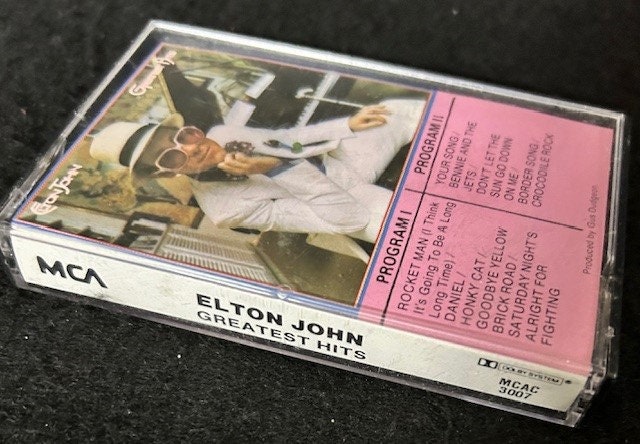 ELTON JOHN
GREATEST HITS
PROGRAM I
ROCKET MAN (I Think
It's Going To Be A Long
Long Time) /
DANIEL /
HONKY CAT /
GOODBYE YELLOW
BRICK ROAD /
SATURDAY NIGHT'S
ALRIGHT FOR
FIGHTING
PROGRAM II
YOUR SONG /
BENNIE AND THE
JETS /
DON'T LET THE
SUN GO DOWN
ON ME /
BORDER SONG /
CROCODILE ROCK
Produced by Gus Dudgeon
MCA
ELTON JOHN
GREATEST HITS
DOLBY SYSTEM
MCAC
3007